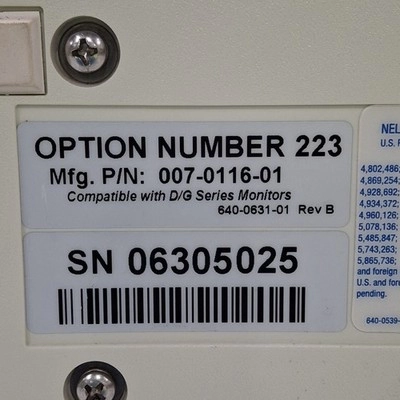 OPTION NUMBER 223
Mfg. P/N: 007-0116-01
Compatible with D/G Series Monitors
640-0631-01 Rev B
SN 06305025
NEL
U.S. P
4,802,486;
4,869,254;
4,928,692;
4,934,372;
4,960,126;
5,078,136;
5,485,847;
5,743,263;
5,865,736;
and foreign
U.S. and for
pending.
640-0539-